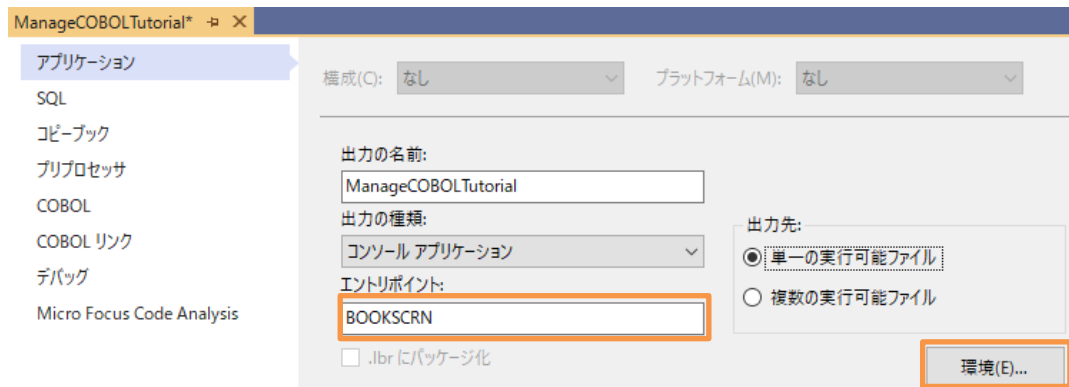 ManageCOBOLTutorial*
アプリケーション
SQL
コピーブック
プリプロセッサ
COBOL
COBOL リンク
デバッグ
Micro Focus Code Analysis
構成(C): なし プラットフォーム(M): なし
出力の名前:
ManageCOBOLTutorial
出力の種類:
コンソール アプリケーション
エントリポイント:
BOOKSCRN
.lbr にパッケージ化
出力先:
単一の実行可能ファイル
複数の実行可能ファイル
環境(E)...